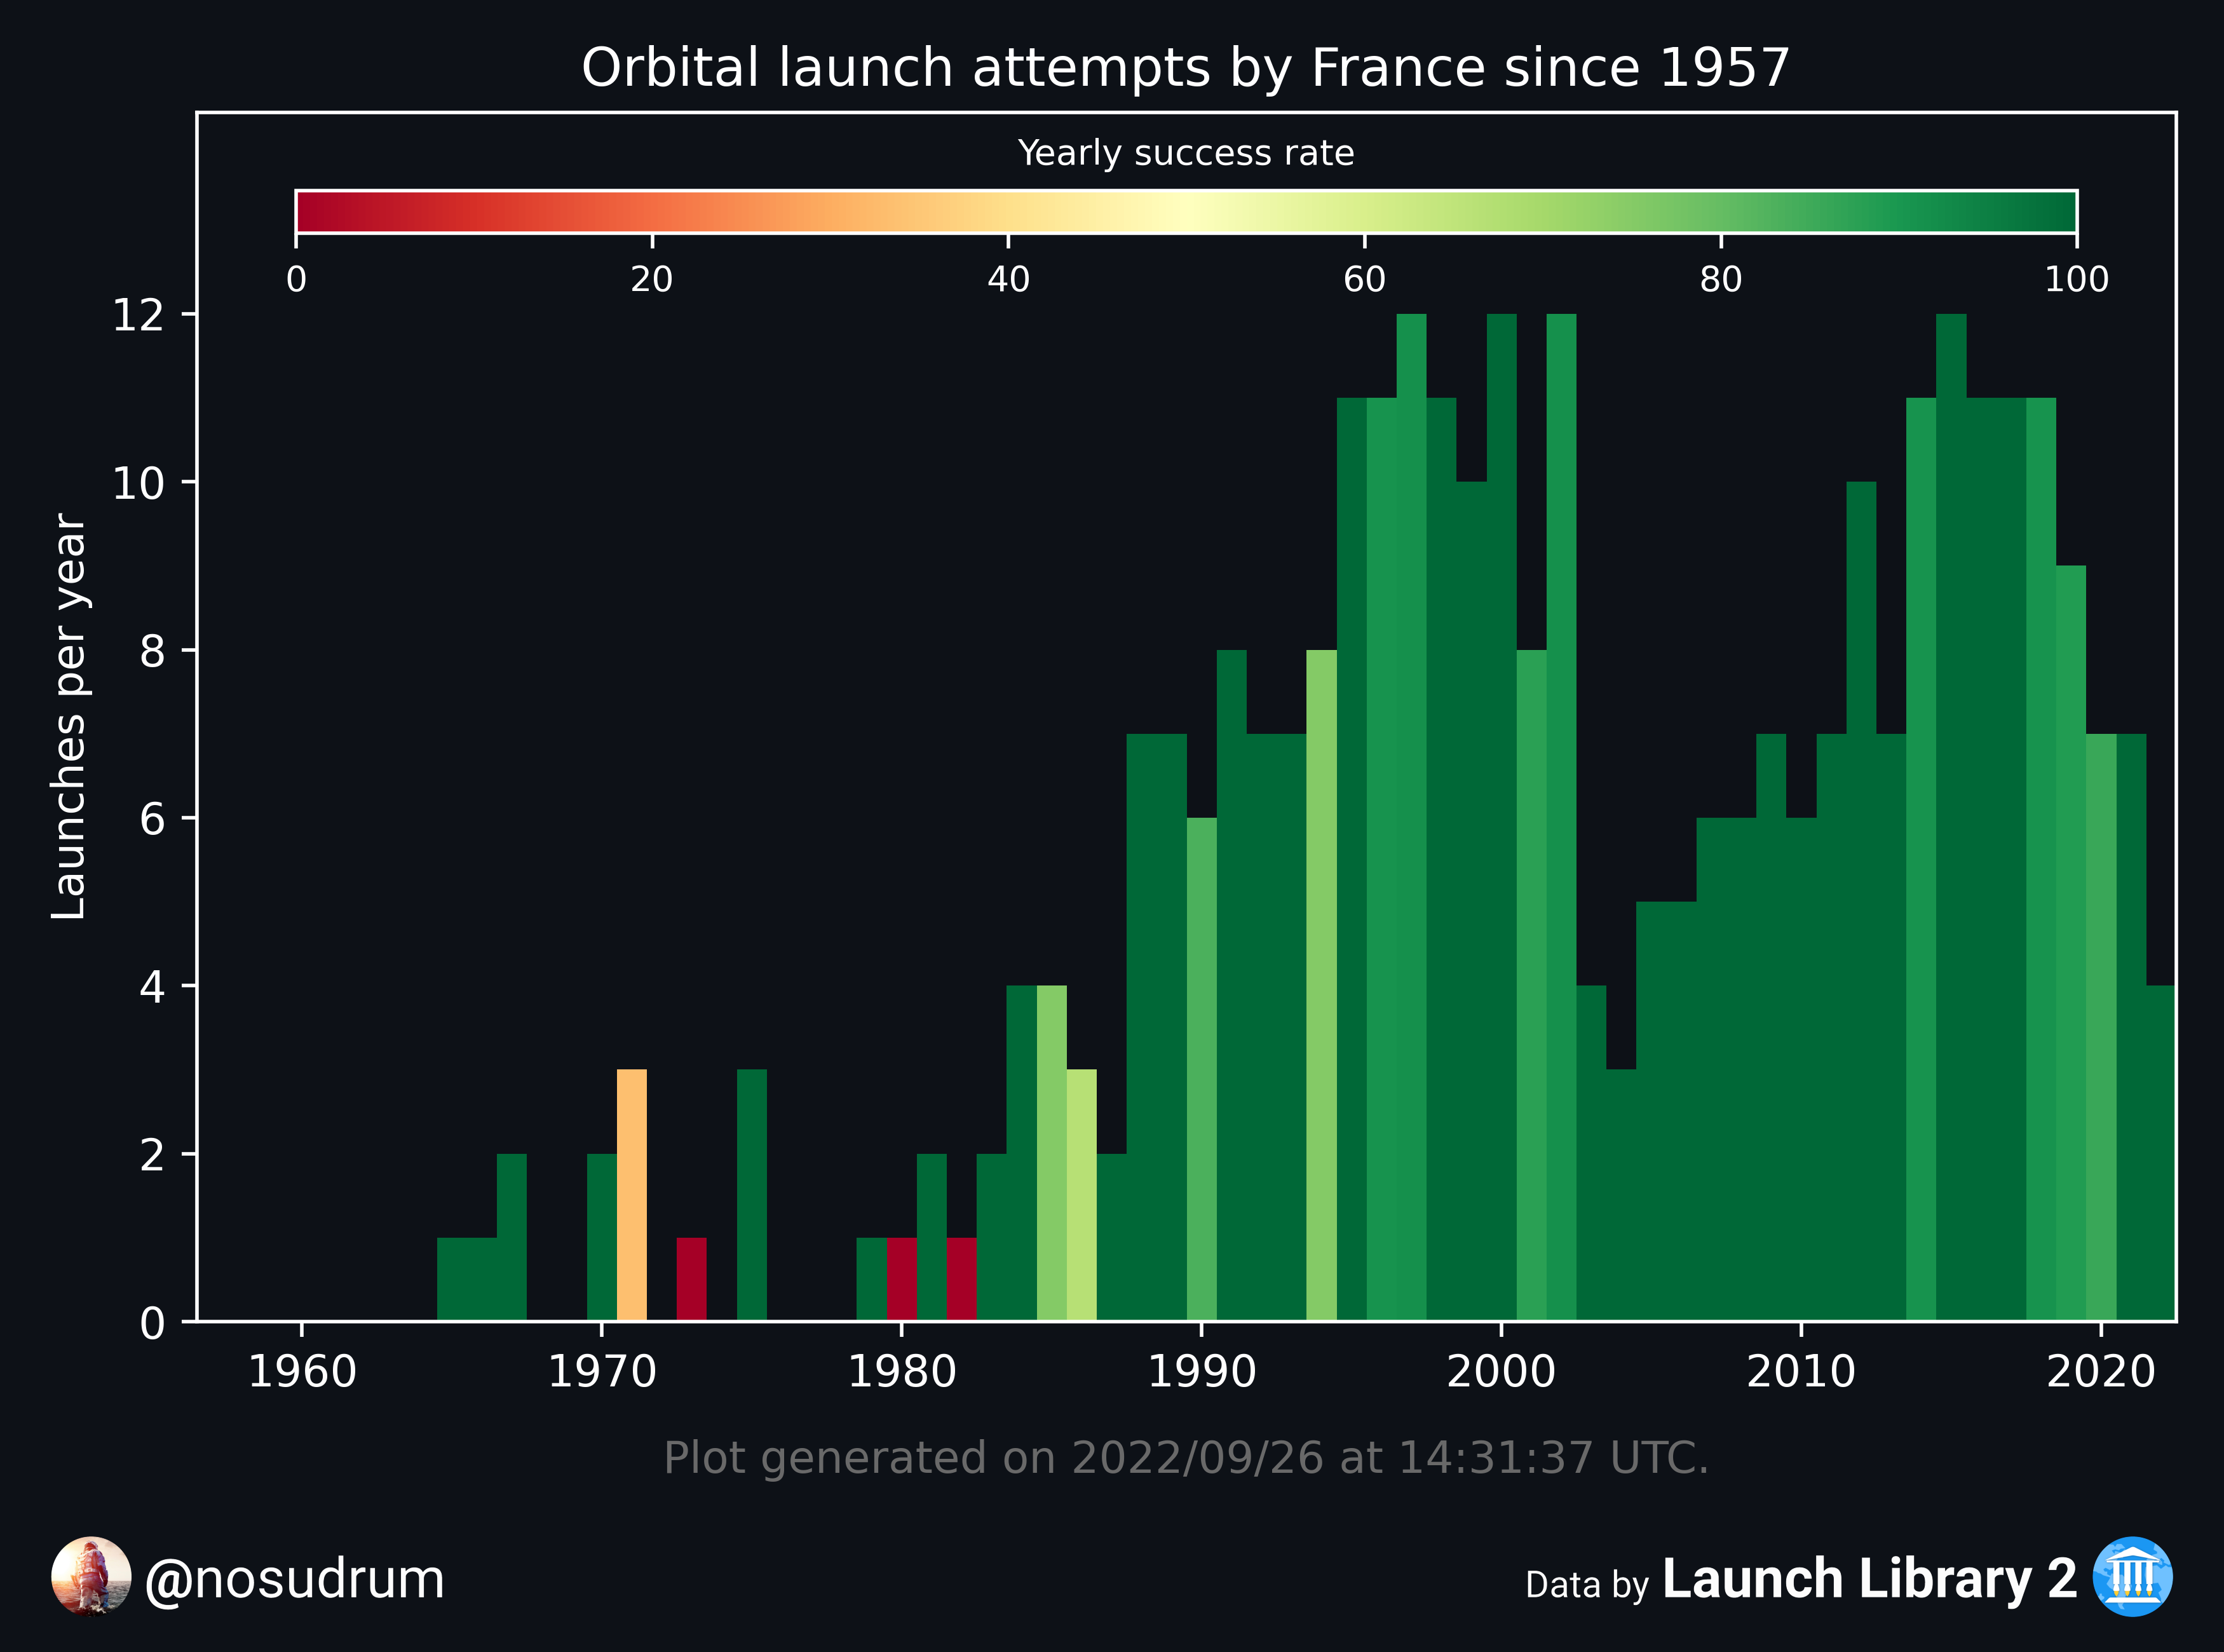 Orbital launch attempts by France since 1957
Yearly success rate
0 20 40 60 80 100
Launches per year
12
10
8
6
4
2
0
1960 1970 1980 1990 2000 2010 2020
Plot generated on 2022/09/26 at 14:31:37 UTC.
@nosudrum
Data by Launch Library 2